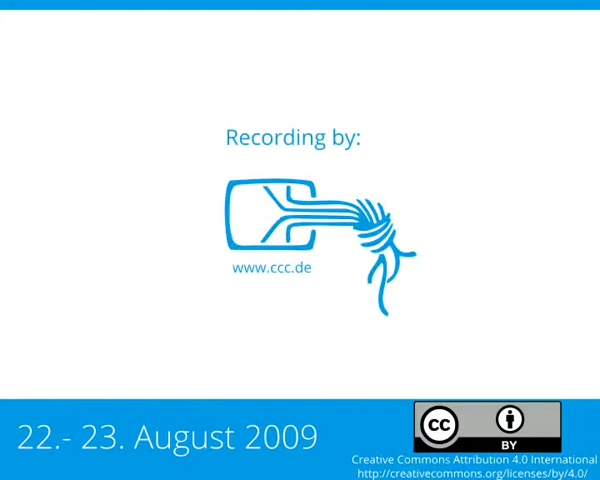 Recording by:
www.ccc.de
22.- 23. August 2009
CC
BY
Creative Commons Attribution 4.0 International
http://creativecommons.org/licenses/by/4.0/